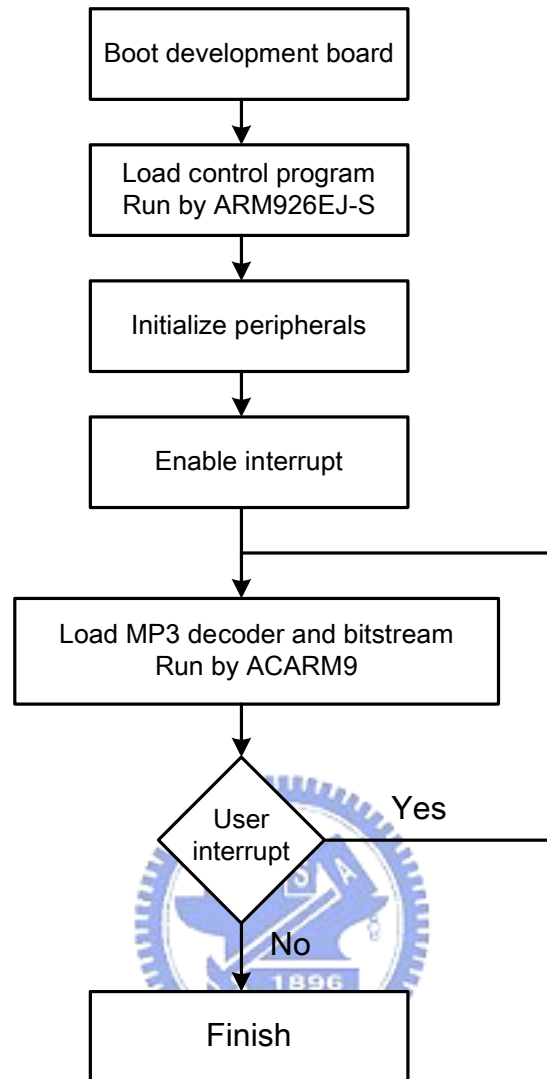 Boot development board
Load control program
Run by ARM926EJ-S
Initialize peripherals
Enable interrupt
Load MP3 decoder and bitstream
Run by ACARM9
User
interrupt
Yes
S
A
No
1896
Finish